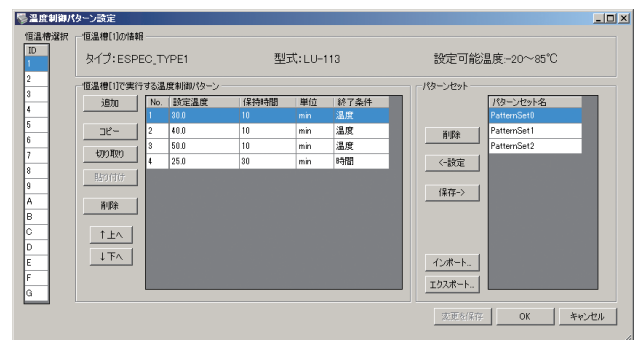 温度制御パターン設定
恒温槽選択
ID
1
2
3
4
5
6
7
8
9
A
B
C
D
E
F
G
恒温槽[1]の情報
タイプ:ESPEC_TYPE1 型式:LU-113 設定可能温度:-20～85℃
恒温槽[1]で実行する温度制御パターン
追加
コピー
切り取り
貼り付け
削除
↑上へ
↓下へ
No. 設定温度 保持時間 単位 終了条件
1 30.0 10 min 温度
2 40.0 10 min 温度
3 50.0 10 min 温度
4 25.0 30 min 時間
パターンセット
削除
<-設定
保存->
インポート...
エクスポート...
パターンセット名
PatternSet0
PatternSet1
PatternSet2
変更を保存 OK キャンセル